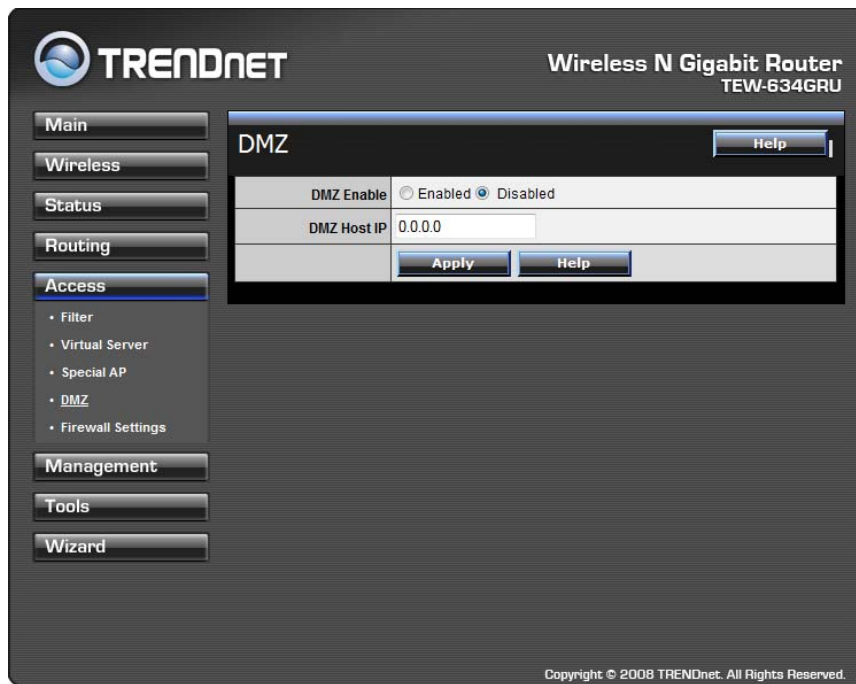 TRENDNET
Wireless N Gigabit Router
TEW-634GRU
Main
Wireless
Status
Routing
Access
• Filter
• Virtual Server
• Special AP
• DMZ
• Firewall Settings
Management
Tools
Wizard
DMZ
Help
DMZ Enable Enabled Disabled
DMZ Host IP 0.0.0.0
Apply Help
Copyright © 2008 TRENDnet. All Rights Reserved.